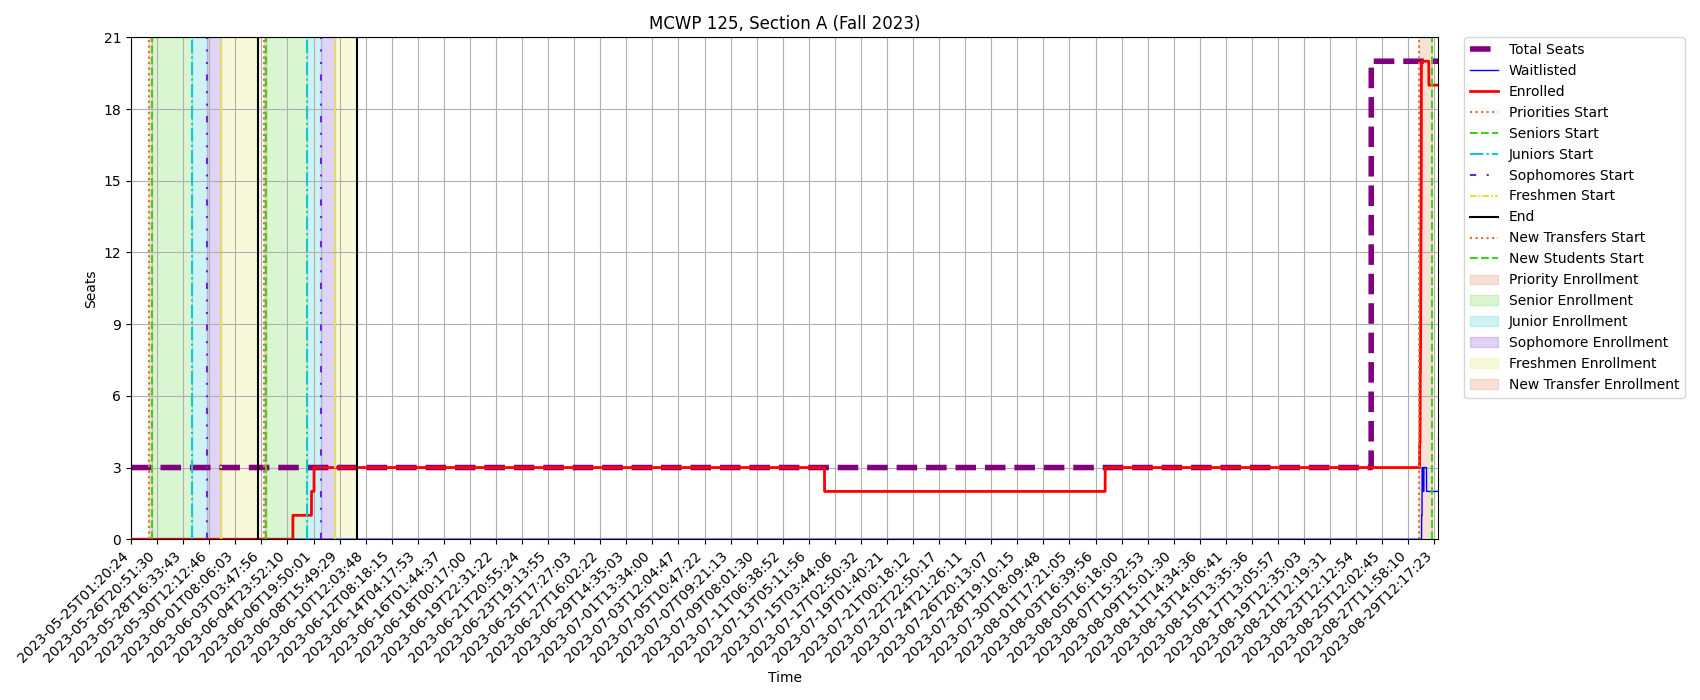 MCWP 125, Section A (Fall 2023)
Seats
21
18
15
12
9
6
3
0
2023-05-25T01:20:24
2023-05-26T20:51:30
2023-05-28T16:33:43
2023-05-30T12:12:46
2023-06-01T08:06:03
2023-06-03T03:47:56
2023-06-04T23:52:10
2023-06-06T19:50:01
2023-06-08T15:49:29
2023-06-10T12:03:48
2023-06-12T08:18:15
2023-06-14T04:17:53
2023-06-16T01:44:37
2023-06-18T00:17:00
2023-06-19T22:31:22
2023-06-21T20:55:24
2023-06-23T19:13:55
2023-06-25T17:27:03
2023-06-27T16:02:22
2023-06-29T14:35:03
2023-07-01T13:34:00
2023-07-03T12:04:47
2023-07-05T10:47:22
2023-07-07T09:21:13
2023-07-09T08:01:30
2023-07-11T06:38:52
2023-07-13T05:11:56
2023-07-15T03:44:06
2023-07-17T02:50:32
2023-07-19T01:40:21
2023-07-21T00:18:12
2023-07-22T22:50:17
2023-07-24T21:26:11
2023-07-26T20:13:07
2023-07-28T19:10:15
2023-07-30T18:09:48
2023-08-01T17:21:05
2023-08-03T16:39:56
2023-08-05T16:18:00
2023-08-07T15:32:53
2023-08-09T15:01:30
2023-08-11T14:34:36
2023-08-13T14:06:41
2023-08-15T13:35:36
2023-08-17T13:05:57
2023-08-19T12:35:03
2023-08-21T12:19:31
2023-08-23T12:12:54
2023-08-25T12:02:45
2023-08-27T11:58:10
2023-08-29T12:17:23
Time
Total Seats
Waitlisted
Enrolled
Priorities Start
Seniors Start
Juniors Start
Sophomores Start
Freshmen Start
End
New Transfers Start
New Students Start
Priority Enrollment
Senior Enrollment
Junior Enrollment
Sophomore Enrollment
Freshmen Enrollment
New Transfer Enrollment